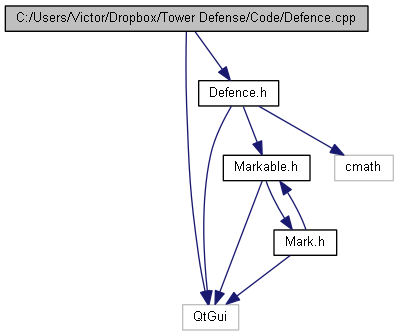 C:/Users/Victor/Dropbox/Tower Defense/Code/Defence.cpp
Defence.h
Markable.h
cmath
Mark.h
QtGui